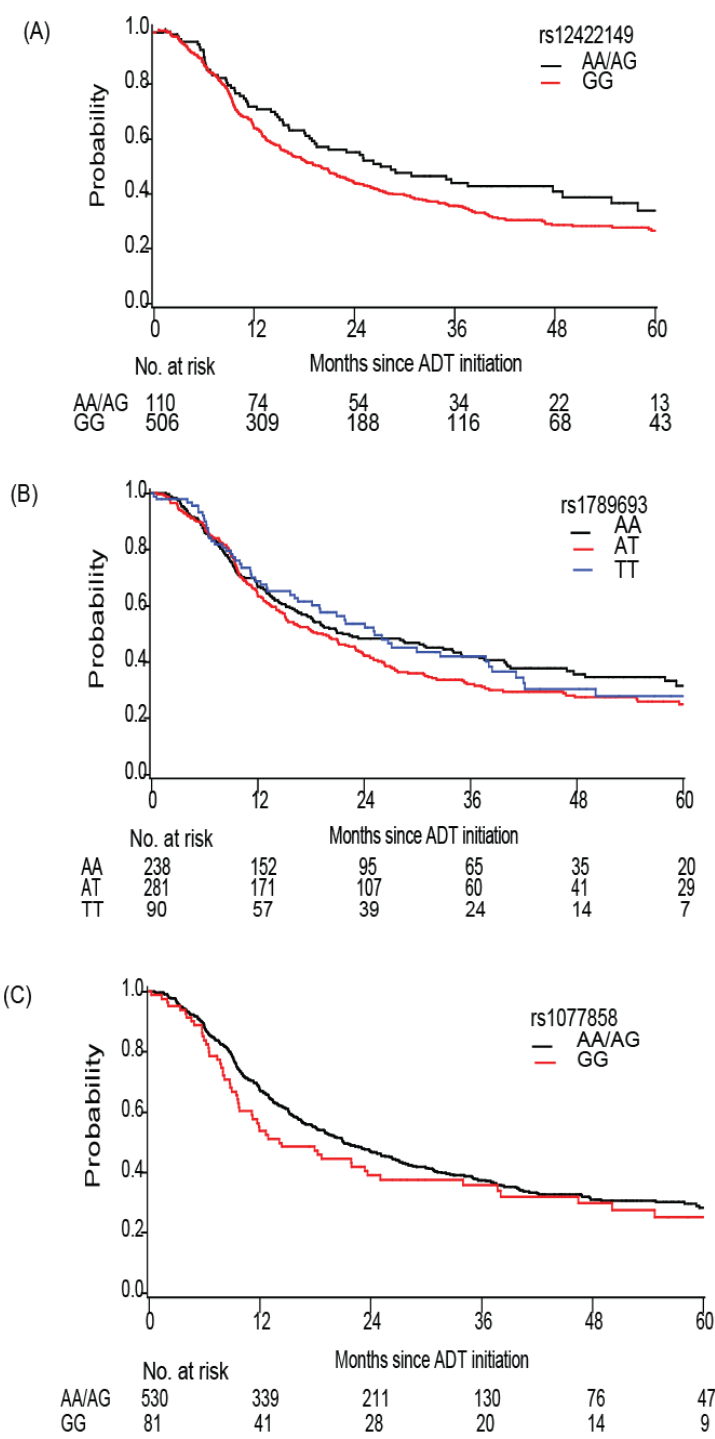 (A)
rs12422149
AA/AG
GG
Probability
1.0
0.8
0.6
0.4
0.2
0.0
0 12 24 36 48 60
No. at risk Months since ADT initiation
AA/AG 110 74 54 34 22 13
GG 506 309 188 116 68 43
(B)
rs1789693
AA
AT
TT
Probability
1.0
0.8
0.6
0.4
0.2
0.0
0 12 24 36 48 60
No. at risk Months since ADT initiation
AA 238 152 95 65 35 20
AT 281 171 107 60 41 29
TT 90 57 39 24 14 7
(C)
rs1077858
AA/AG
GG
Probability
1.0
0.8
0.6
0.4
0.2
0.0
0 12 24 36 48 60
No. at risk Months since ADT initiation
AA/AG 530 339 211 130 76 47
GG 81 41 28 20 14 9